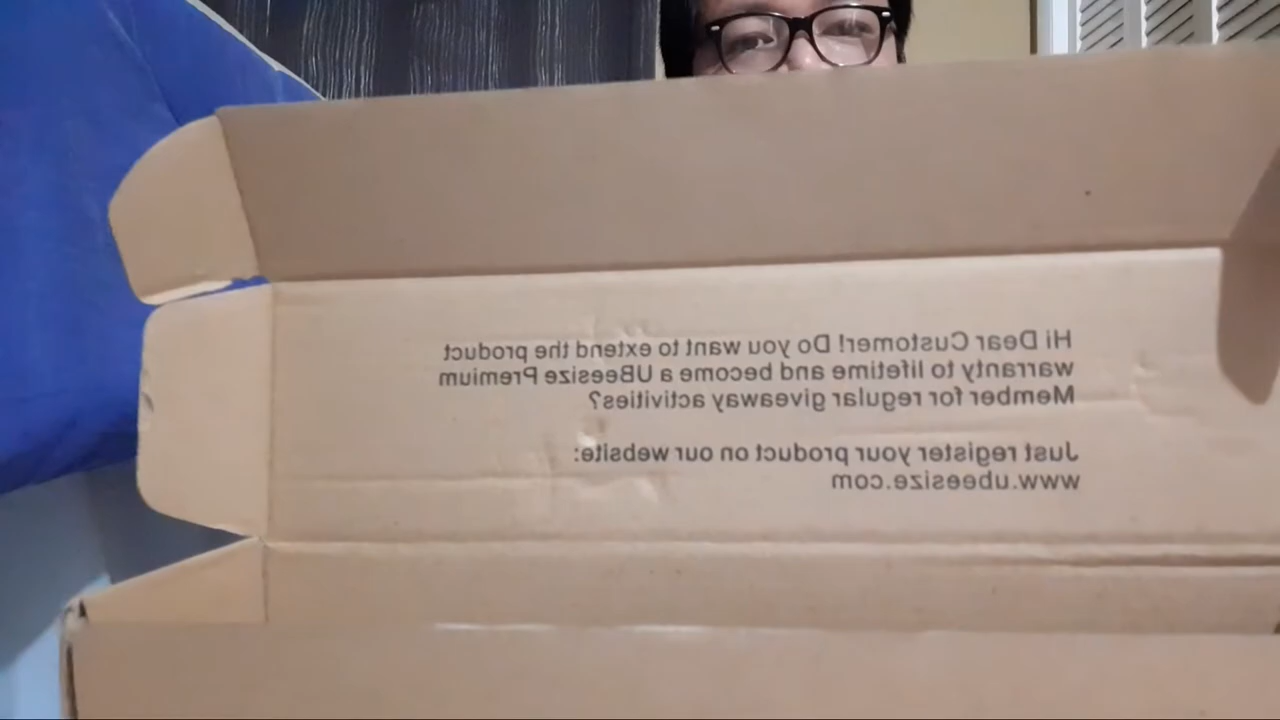 Hi Dear Customer! Do you want to extend the product
warranty to lifetime and become a UBeesize Premium
Member for regular giveaway activities?
Just register your product on our website:
www.ubeesize.com